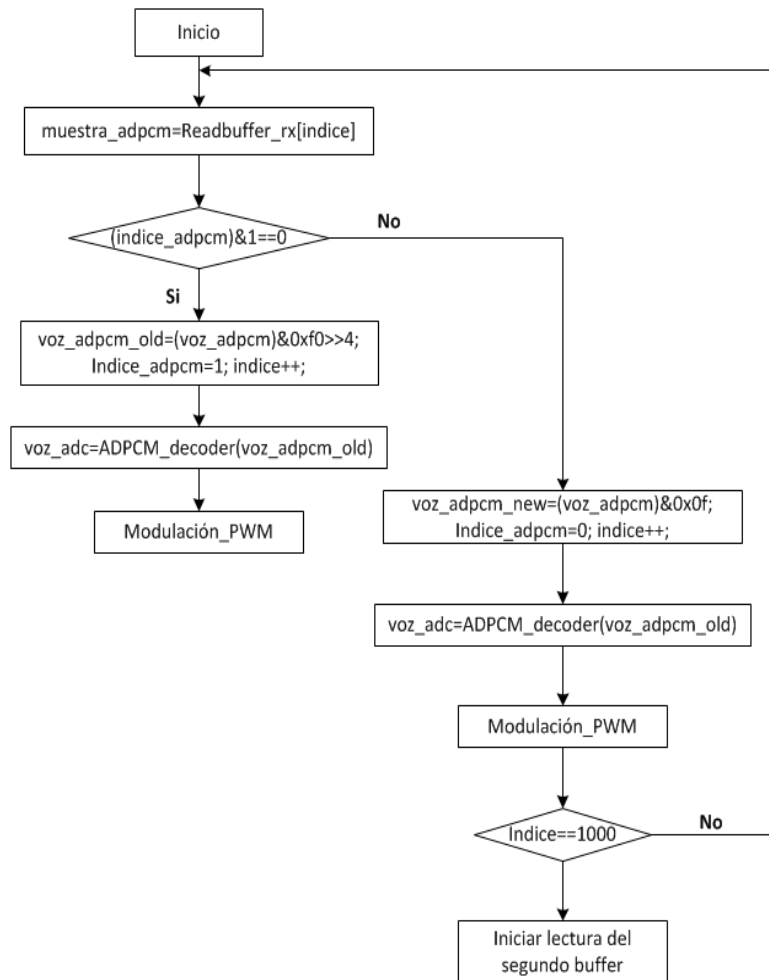 Inicio
muestra_adpcm=Readbuffer_rx[indice]
(indice_adpcm)&1==0
No
Si
voz_adpcm_old=(voz_adpcm)&0xf0>>4;
Indice_adpcm=1; indice++;
voz_adc=ADPCM_decoder(voz_adpcm_old)
Modulación_PWM
voz_adpcm_new=(voz_adpcm)&0x0f;
Indice_adpcm=0; indice++;
voz_adc=ADPCM_decoder(voz_adpcm_old)
Modulación_PWM
Indice==1000
No
Iniciar lectura del
segundo buffer